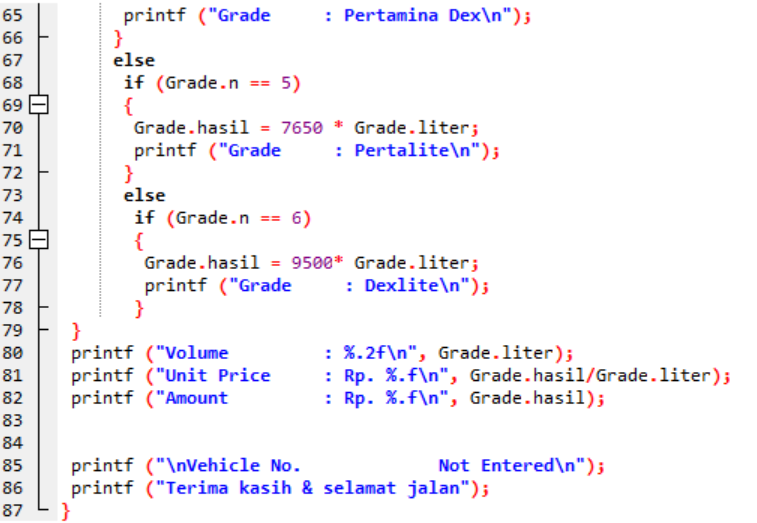 65 printf ("Grade     : Pertamina Dex\n");
66 }
67 else
68 if (Grade.n == 5)
69 {
70 Grade.hasil = 7650 * Grade.liter;
71 printf ("Grade     : Pertalite\n");
72 }
73 else
74 if (Grade.n == 6)
75 {
76 Grade.hasil = 9500* Grade.liter;
77 printf ("Grade     : Dexlite\n");
78 }
79 }
80 printf ("Volume         : %.2f\n", Grade.liter);
81 printf ("Unit Price     : Rp. %.f\n", Grade.hasil/Grade.liter);
82 printf ("Amount         : Rp. %.f\n", Grade.hasil);
83
84
85 printf ("\nVehicle No.             Not Entered\n");
86 printf ("Terima kasih & selamat jalan");
87 }